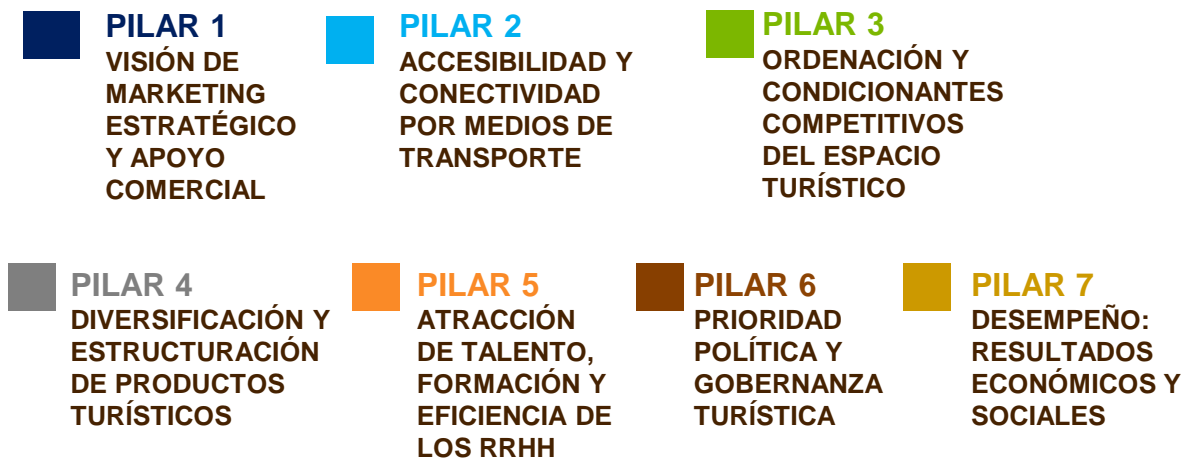 PILAR 1
VISIÓN DE
MARKETING
ESTRATÉGICO
Y APOYO
COMERCIAL
PILAR 2
ACCESIBILIDAD Y
CONECTIVIDAD
POR MEDIOS DE
TRANSPORTE
PILAR 3
ORDENACIÓN Y
CONDICIONANTES
COMPETITIVOS
DEL ESPACIO
TURÍSTICO
PILAR 4
DIVERSIFICACIÓN Y
ESTRUCTURACIÓN
DE PRODUCTOS
TURÍSTICOS
PILAR 5
ATRACCIÓN
DE TALENTO,
FORMACIÓN Y
EFICIENCIA DE
LOS RRHH
PILAR 6
PRIORIDAD
POLÍTICA Y
GOBERNANZA
TURÍSTICA
PILAR 7
DESEMPEÑO:
RESULTADOS
ECONÓMICOS Y
SOCIALES